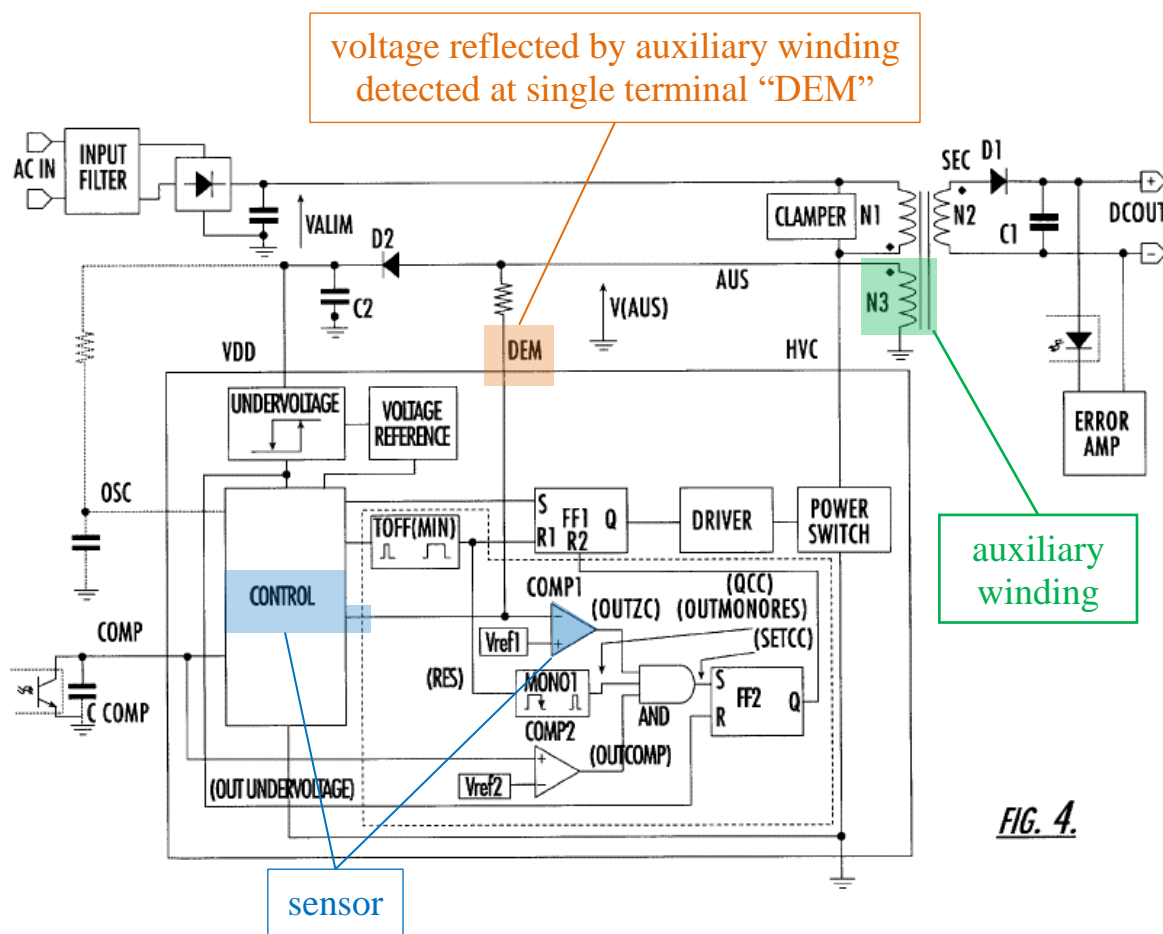 voltage reflected by auxiliary winding
detected at single terminal “DEM”
AC IN
INPUT
FILTER
VALIM
CLAMPER
N1
SEC
D1
N2
C1
DCOUT
+
−
D2
C2
AUS
V(AUS)
N3
DEM
VDD
HVC
UNDERVOLTAGE
VOLTAGE
REFERENCE
ERROR
AMP
OSC
TOFF(MIN)
S
R1
FF1
R2
Q
DRIVER
POWER
SWITCH
auxiliary
winding
CONTROL
COMP1
(QCC)
(OUTZC)
(OUTMONORES)
(SETCC)
Vref1
−
+
COMP
(RES)
MONO1
AND
S
R
FF2
Q
C COMP
COMP2
(OUTCOMP)
+
−
Vref2
(OUT UNDERVOLTAGE)
FIG. 4.
sensor